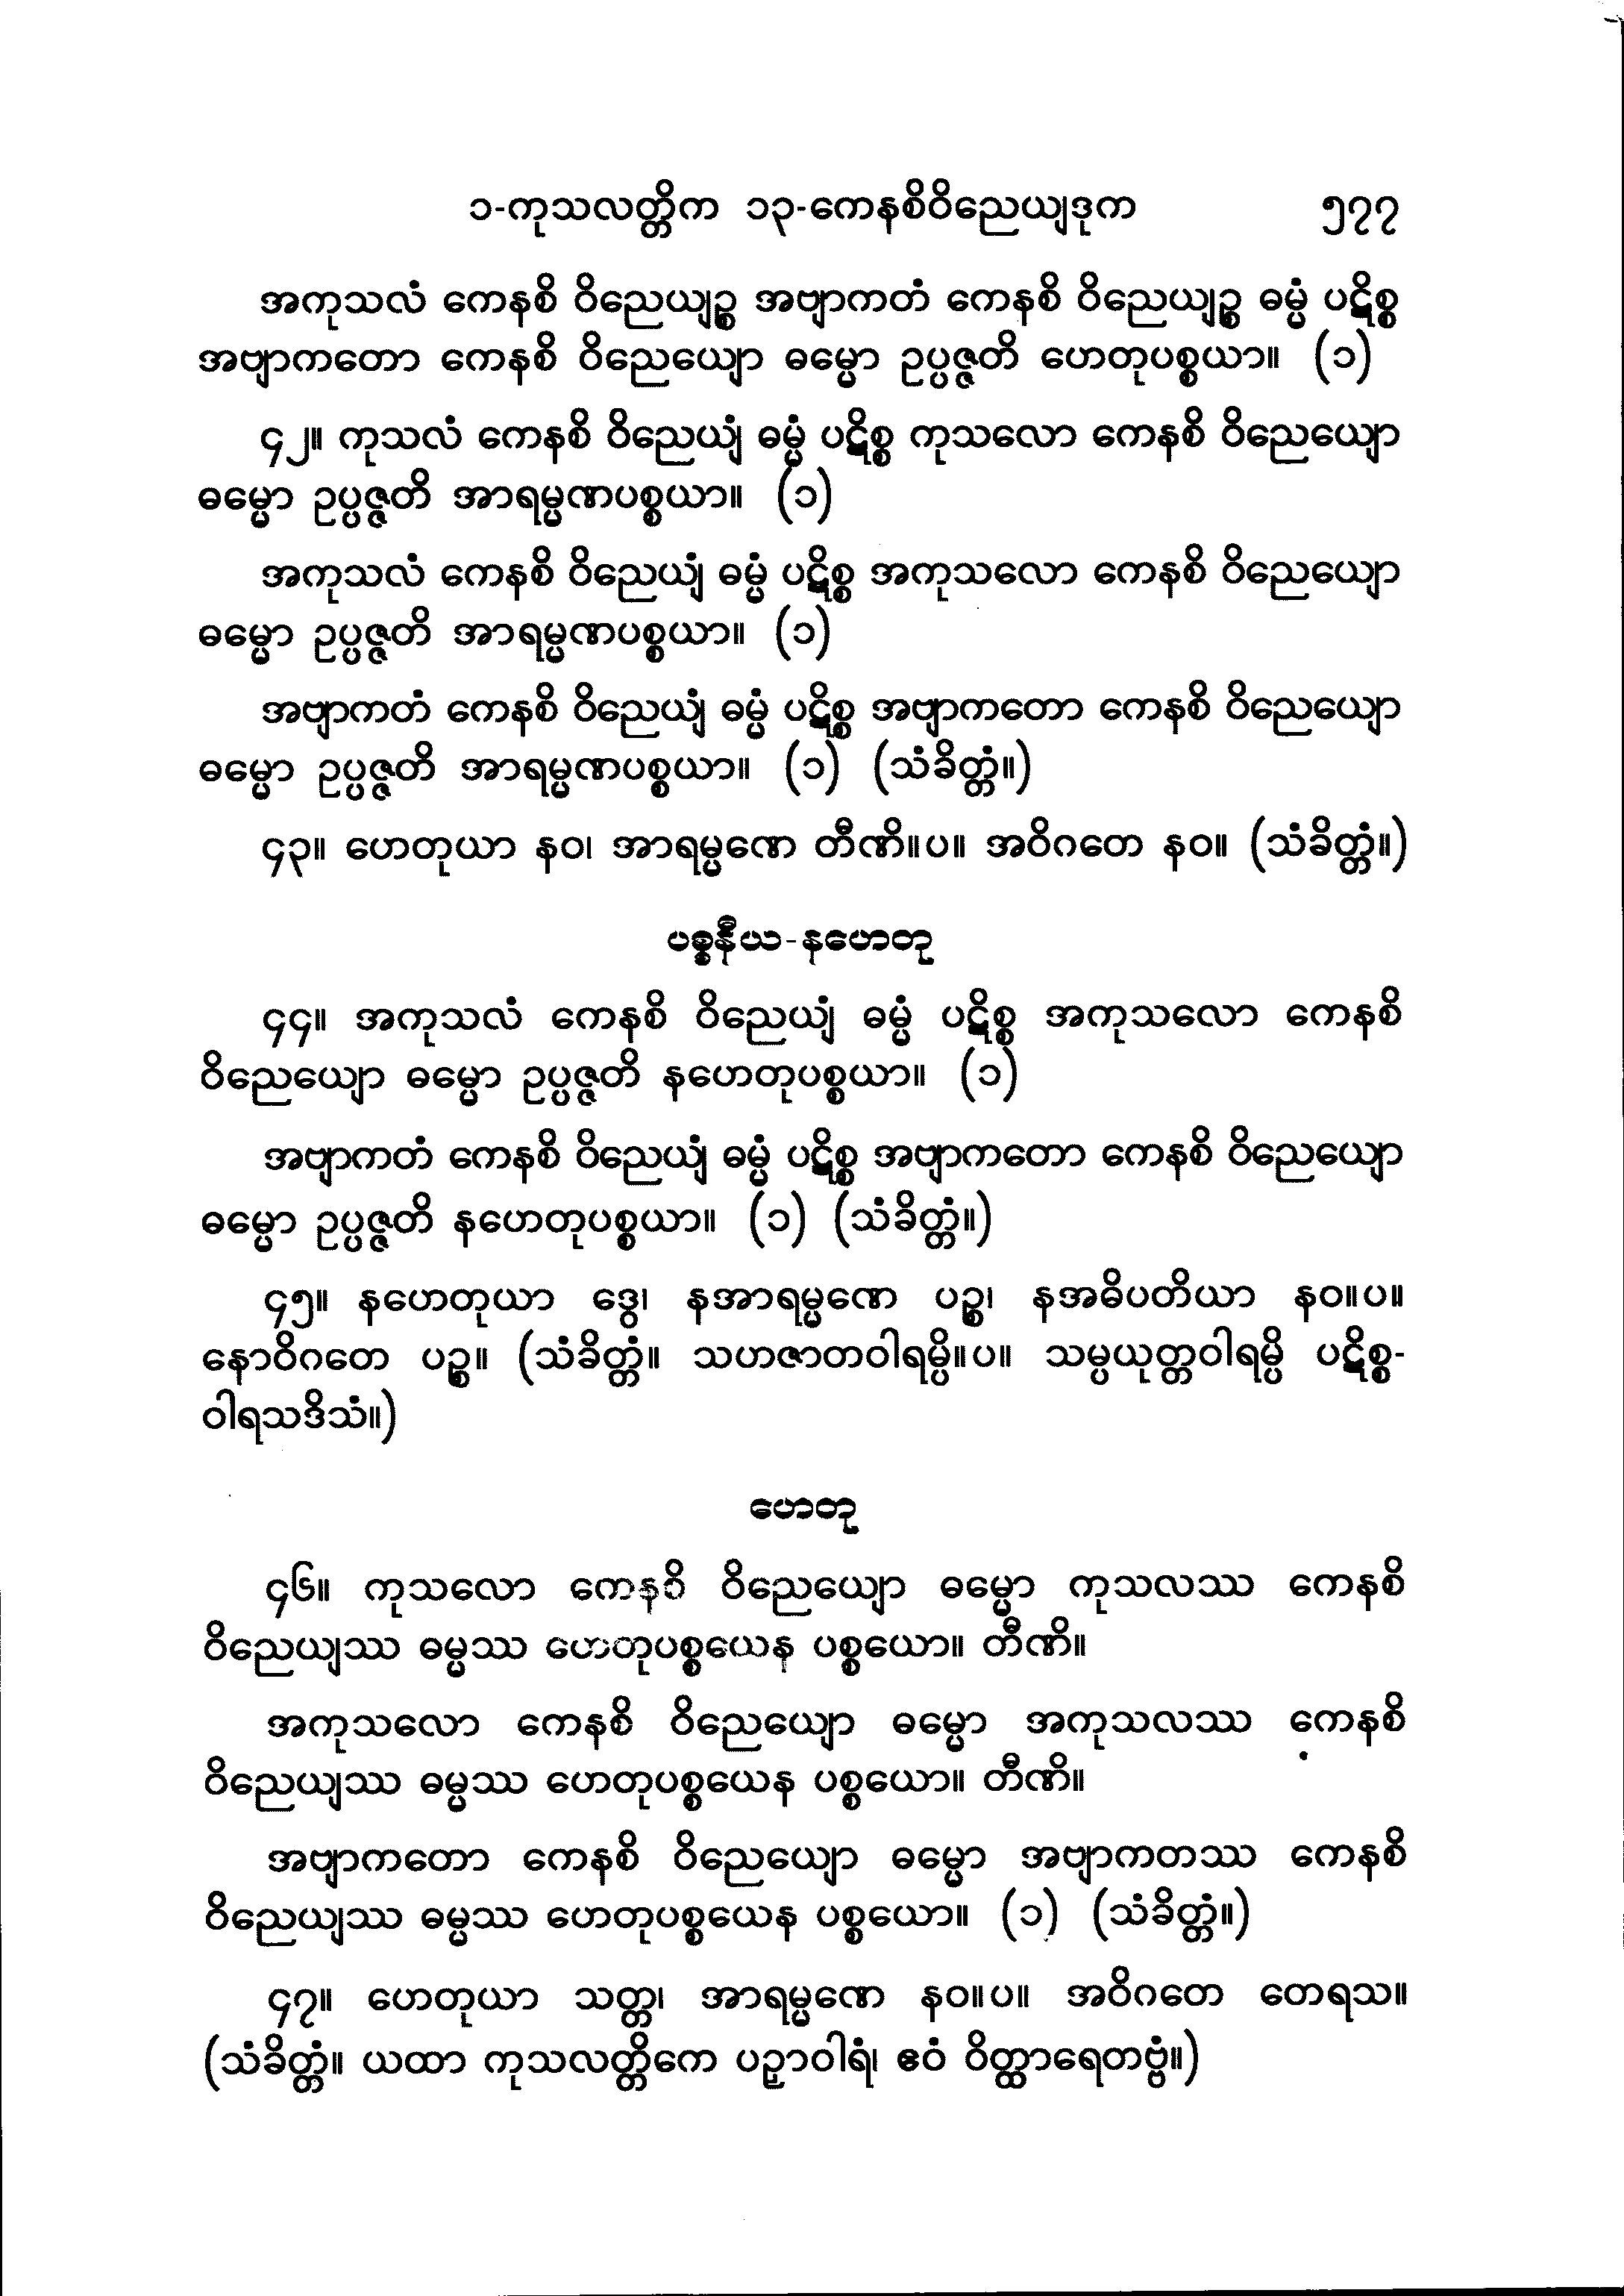 ၁-ကုသလတ္တိက ၁၃-ကေနစိဝိညေယျဒုက ၅၇၇
အကုသလံ ကေနစိ ဝိညေယျဉ္စ အဗျာကတံ ကေနစိ ဝိညေယျဉ္စ ဓမ္မံ ပဋိစ္စ
အဗျာကတော ကေနစိ ဝိညေယျော ဓမ္မော ဥပ္ပဇ္ဇတိ ဟေတုပစ္စယာ။ (၁)
၄၂။ ကုသလံ ကေနစိ ဝိညေယျံ ဓမ္မံ ပဋိစ္စ ကုသလော ကေနစိ ဝိညေယျော
ဓမ္မော ဥပ္ပဇ္ဇတိ အာရမ္မဏပစ္စယာ။ (၁)
အကုသလံ ကေနစိ ဝိညေယျံ ဓမ္မံ ပဋိစ္စ အကုသလော ကေနစိ ဝိညေယျော
ဓမ္မော ဥပ္ပဇ္ဇတိ အာရမ္မဏပစ္စယာ။ (၁)
အဗျာကတံ ကေနစိ ဝိညေယျံ ဓမ္မံ ပဋိစ္စ အဗျာကတော ကေနစိ ဝိညေယျော
ဓမ္မော ဥပ္ပဇ္ဇတိ အာရမ္မဏပစ္စယာ။ (၁) (သံခိတ္တံ။)
၄၃။ ဟေတုယာ နဝ၊ အာရမ္မဏေ တီဏိ။ပ။ အဝိဂတေ နဝ။ (သံခိတ္တံ။)
ပစ္စနီယ-နဟေတု
၄၄။ အကုသလံ ကေနစိ ဝိညေယျံ ဓမ္မံ ပဋိစ္စ အကုသလော ကေနစိ
ဝိညေယျော ဓမ္မော ဥပ္ပဇ္ဇတိ နဟေတုပစ္စယာ။ (၁)
အဗျာကတံ ကေနစိ ဝိညေယျံ ဓမ္မံ ပဋိစ္စ အဗျာကတော ကေနစိ ဝိညေယျော
ဓမ္မော ဥပ္ပဇ္ဇတိ နဟေတုပစ္စယာ။ (၁) (သံခိတ္တံ။)
၄၅။ နဟေတုယာ ဒွေ၊ နအာရမ္မဏေ ပဉ္စ၊ နအဓိပတိယာ နဝ။ပ။
နောဝိဂတေ ပဉ္စ။ (သံခိတ္တံ။ သဟဇာတဝါရမ္ပိ။ပ။ သမ္ပယုတ္တဝါရမ္ပိ ပဋိစ္စ-
ဝါရသဒိသံ။)
ဟေတု
၄၆။ ကုသလော ကေနစိ ဝိညေယျော ဓမ္မော ကုသလဿ ကေနစိ
ဝိညေယျဿ ဓမ္မဿ ဟေတုပစ္စယေန ပစ္စယော။ တီဏိ။
အကုသလော ကေနစိ ဝိညေယျော ဓမ္မော အကုသလဿ ကေနစိ
ဝိညေယျဿ ဓမ္မဿ ဟေတုပစ္စယေန ပစ္စယော။ တီဏိ။
အဗျာကတော ကေနစိ ဝိညေယျော ဓမ္မော အဗျာကတဿ ကေနစိ
ဝိညေယျဿ ဓမ္မဿ ဟေတုပစ္စယေန ပစ္စယော။ (၁) (သံခိတ္တံ။)
၄၇။ ဟေတုယာ သတ္တ၊ အာရမ္မဏေ နဝ။ပ။ အဝိဂတေ တေရသ။
(သံခိတ္တံ။ ယထာ ကုသလတ္တိကေ ပဉှာဝါရံ၊ ဧဝံ ဝိတ္ထာရေတဗ္ဗံ။)